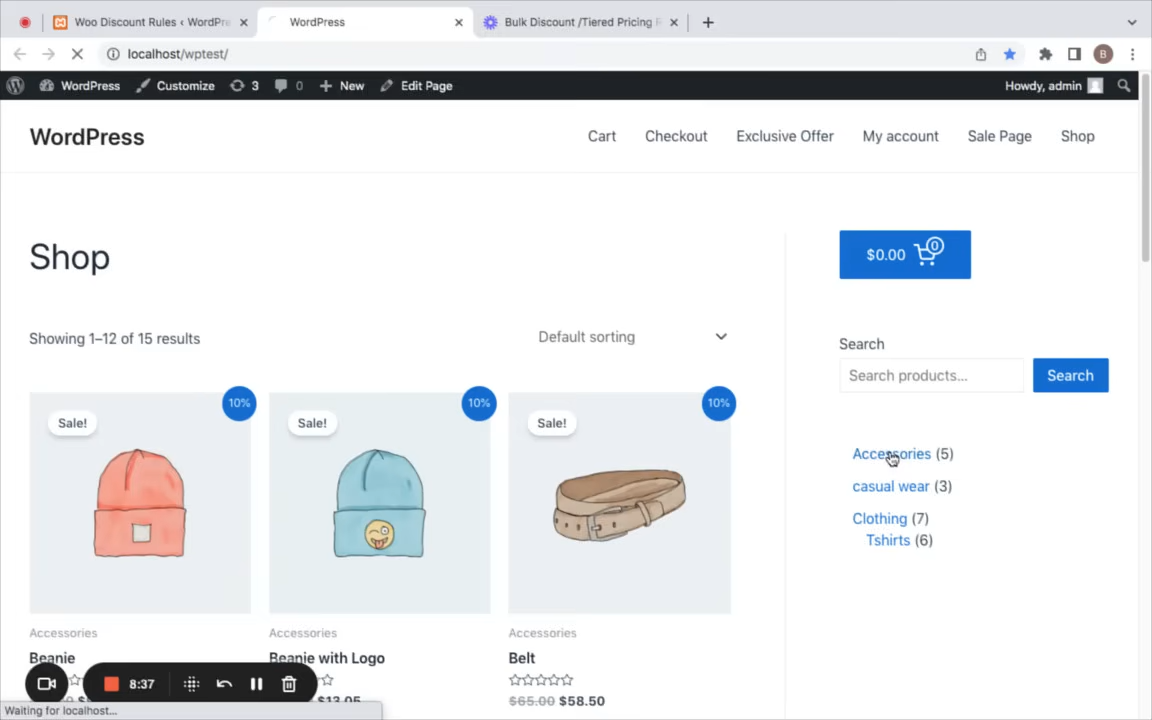 Woo Discount Rules ‹ WordPre
WordPress
Bulk Discount /Tiered Pricing R
localhost/wptest/
B
WordPress
Customize
3
0
New
Edit Page
Howdy, admin
WordPress
Cart
Checkout
Exclusive Offer
My account
Sale Page
Shop
Shop
$0.00
0
Showing 1–12 of 15 results
Default sorting
Search
Search products...
Search
10%
10%
10%
Sale!
Sale!
Sale!
Accessories (5)
casual wear (3)
Clothing (7)
Tshirts (6)
Accessories
Accessories
Accessories
Beanie
Beanie with Logo
Belt
$13.05
$65.00 $58.50
8:37
Waiting for localhost...